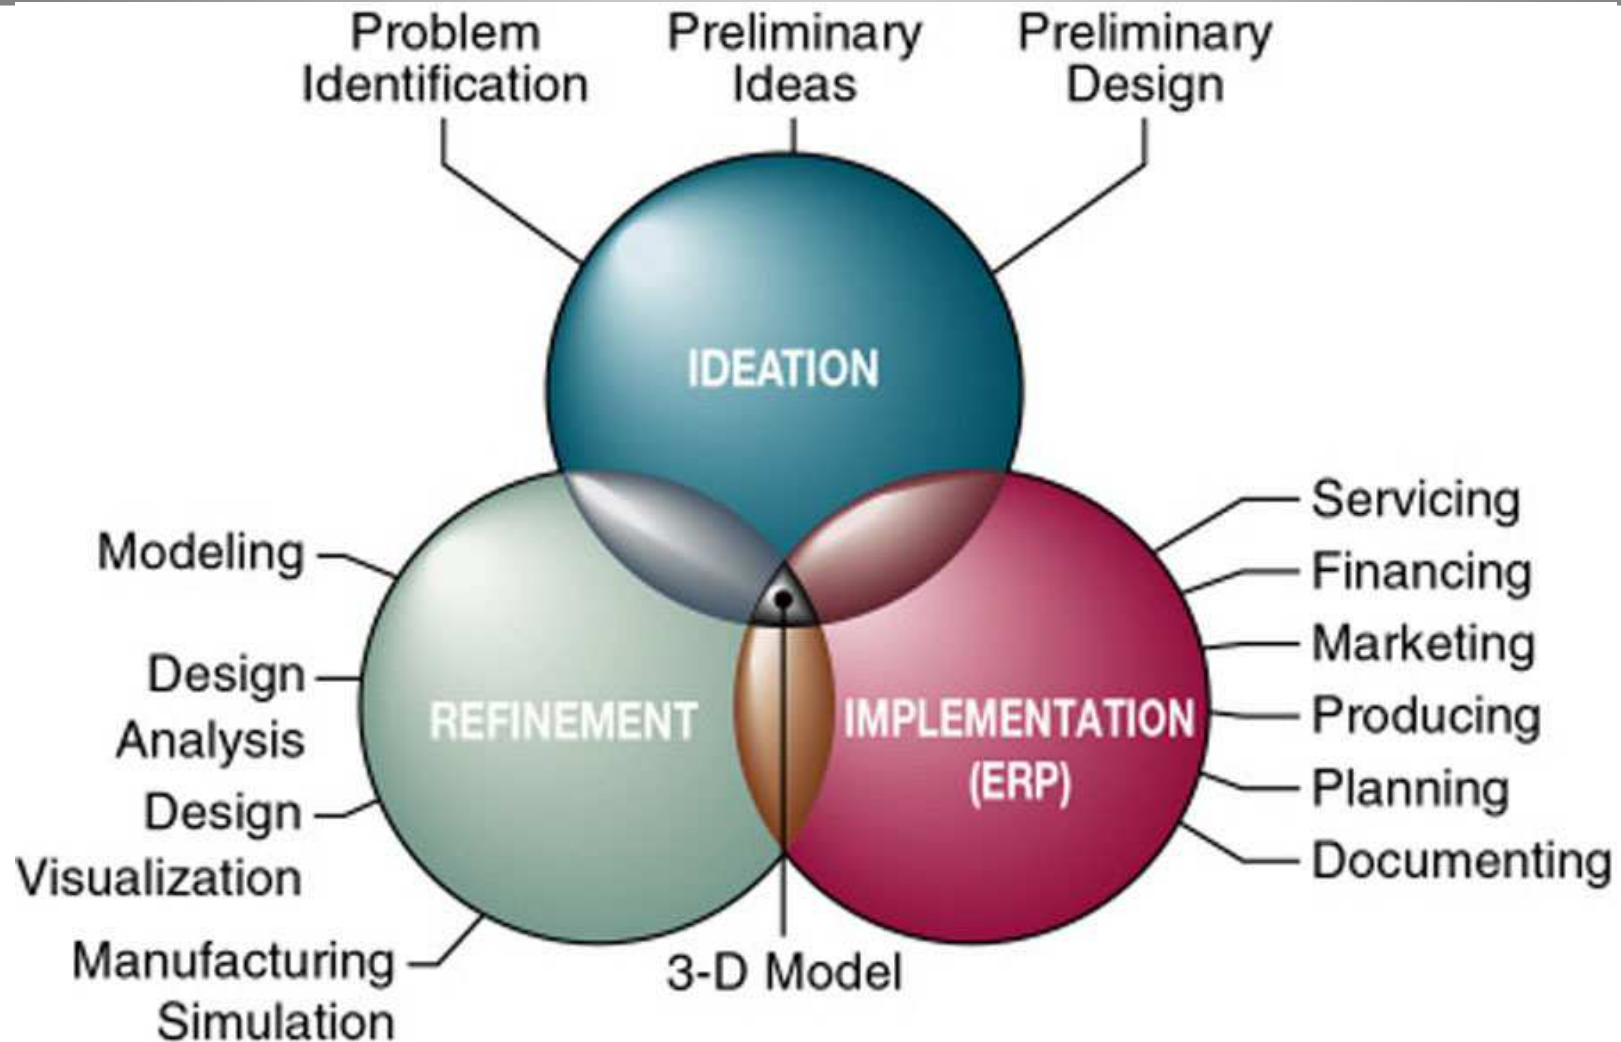 Problem
Identification
Preliminary
Ideas
Preliminary
Design
IDEATION
Modeling
Design
Analysis
Design
Visualization
Manufacturing
Simulation
REFINEMENT
IMPLEMENTATION
(ERP)
Servicing
Financing
Marketing
Producing
Planning
Documenting
3-D Model